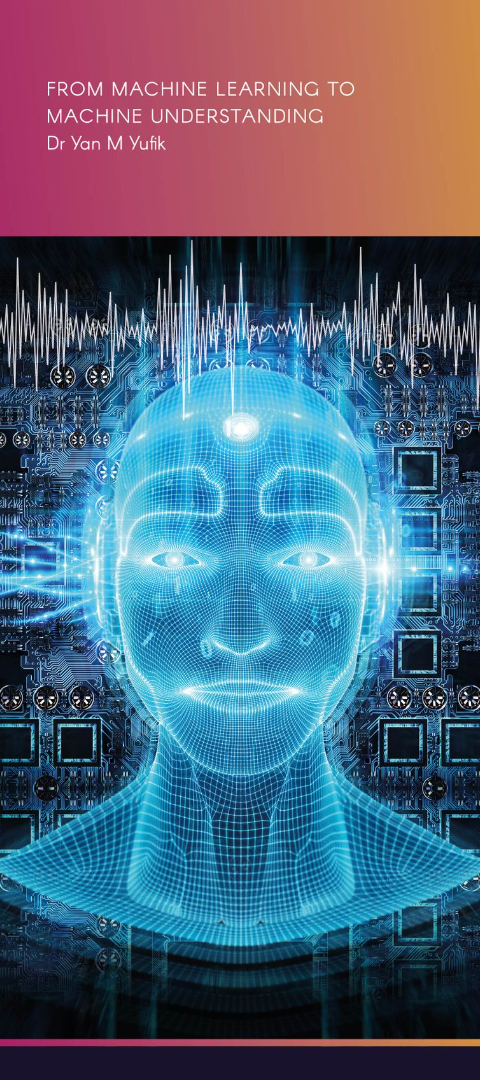 FROM MACHINE LEARNING TO
MACHINE UNDERSTANDING
Dr Yan M Yufik